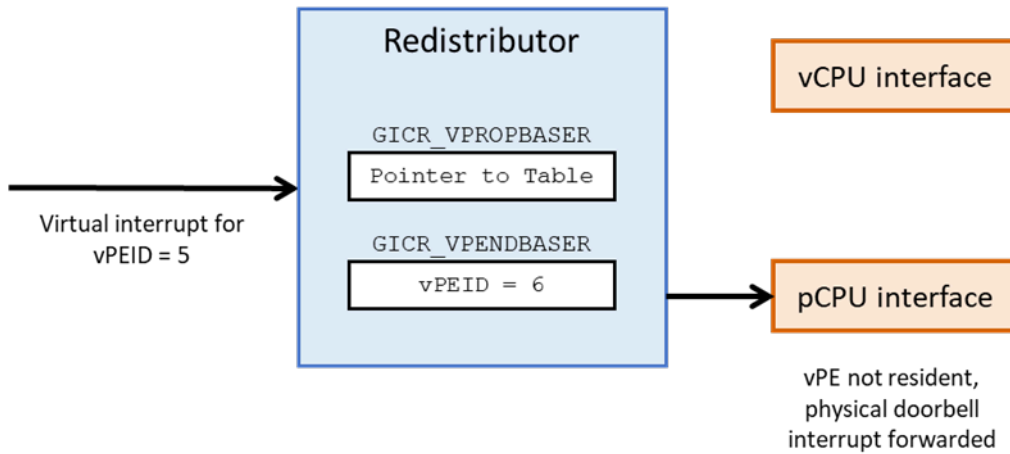 Redistributor
vCPU interface
GICR_VPROPBASER
Pointer to Table
Virtual interrupt for
vPEID = 5
GICR_VPENDBASER
vPEID = 6
pCPU interface
vPE not resident,
physical doorbell
interrupt forwarded